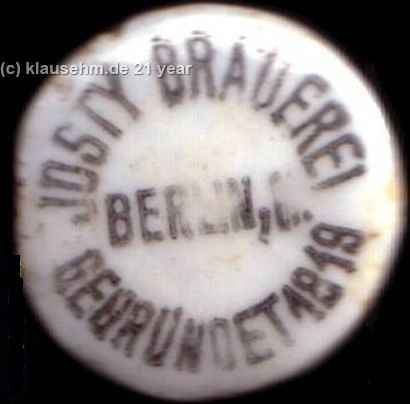 (c) klausehm.de 21 year
JOSTY BRAUEREI
BERLIN, C.
GEGRÜNDET 1819